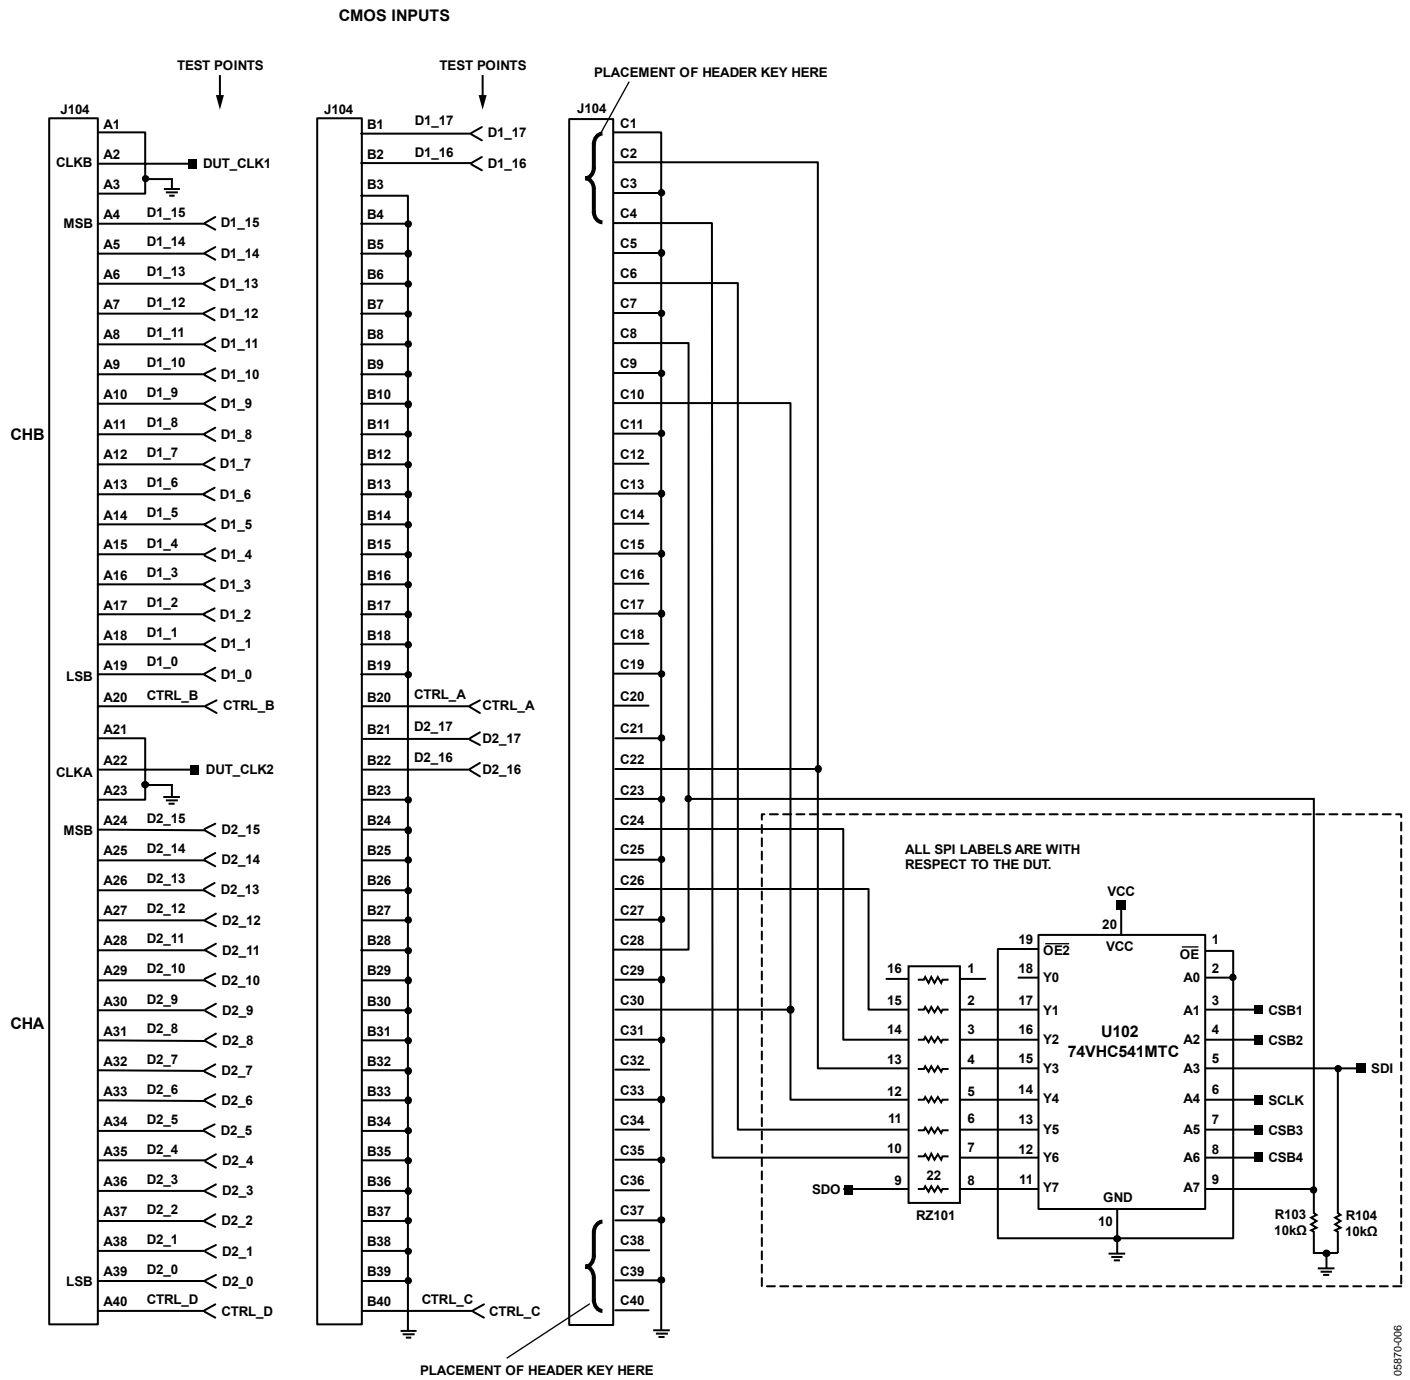 CMOS INPUTS
TEST POINTS
TEST POINTS
PLACEMENT OF HEADER KEY HERE
J104
CHB
CHA
A1
CLKB A2 DUT_CLK1
A3
MSB A4 D1_15 D1_15
A5 D1_14 D1_14
A6 D1_13 D1_13
A7 D1_12 D1_12
A8 D1_11 D1_11
A9 D1_10 D1_10
A10 D1_9 D1_9
A11 D1_8 D1_8
A12 D1_7 D1_7
A13 D1_6 D1_6
A14 D1_5 D1_5
A15 D1_4 D1_4
A16 D1_3 D1_3
A17 D1_2 D1_2
A18 D1_1 D1_1
LSB A19 D1_0 D1_0
A20 CTRL_B CTRL_B
A21
CLKA A22 DUT_CLK2
A23
MSB A24 D2_15 D2_15
A25 D2_14 D2_14
A26 D2_13 D2_13
A27 D2_12 D2_12
A28 D2_11 D2_11
A29 D2_10 D2_10
A30 D2_9 D2_9
A31 D2_8 D2_8
A32 D2_7 D2_7
A33 D2_6 D2_6
A34 D2_5 D2_5
A35 D2_4 D2_4
A36 D2_3 D2_3
A37 D2_2 D2_2
A38 D2_1 D2_1
LSB A39 D2_0 D2_0
A40 CTRL_D CTRL_D
J104
B1 D1_17 D1_17
B2 D1_16 D1_16
B3
B4
B5
B6
B7
B8
B9
B10
B11
B12
B13
B14
B15
B16
B17
B18
B19
B20 CTRL_A CTRL_A
B21 D2_17 D2_17
B22 D2_16 D2_16
B23
B24
B25
B26
B27
B28
B29
B30
B31
B32
B33
B34
B35
B36
B37
B38
B39
B40 CTRL_C CTRL_C
J104
C1
C2
C3
C4
C5
C6
C7
C8
C9
C10
C11
C12
C13
C14
C15
C16
C17
C18
C19
C20
C21
C22
C23
C24
C25
C26
C27
C28
C29
C30
C31
C32
C33
C34
C35
C36
C37
C38
C39
C40
PLACEMENT OF HEADER KEY HERE
ALL SPI LABELS ARE WITH
RESPECT TO THE DUT.
VCC
20
19 OE2 VCC OE 1
16 1 18 Y0 A0 2
15 2 17 Y1 A1 3 CSB1
14 3 16 Y2 A2 4 CSB2
13 4 15 Y3 A3 5 SDI
12 5 14 Y4 A4 6 SCLK
11 6 13 Y5 A5 7 CSB3
10 7 12 Y6 A6 8 CSB4
SDO 9 22 8 11 Y7 A7 9
U102
74VHC541MTC
GND
10
RZ101
R103
10kΩ
R104
10kΩ
05870-006